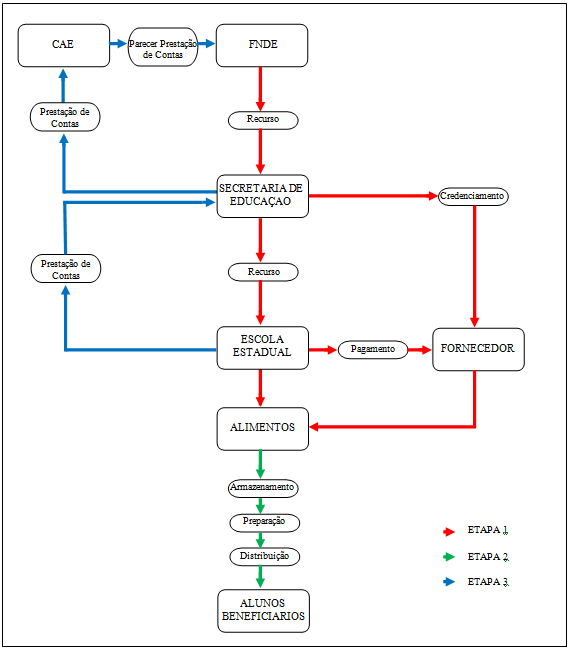 CAE
Parecer Prestação
de Contas
FNDE
Prestação de
Contas
Recurso
SECRETARIA DE
EDUCAÇAO
Credenciamento
Prestação de
Contas
Recurso
ESCOLA
ESTADUAL
Pagamento
FORNECEDOR
ALIMENTOS
Armazenamento
Preparação
Distribuição
ALUNOS
BENEFICIARIOS
ETAPA 1.
ETAPA 2.
ETAPA 3.